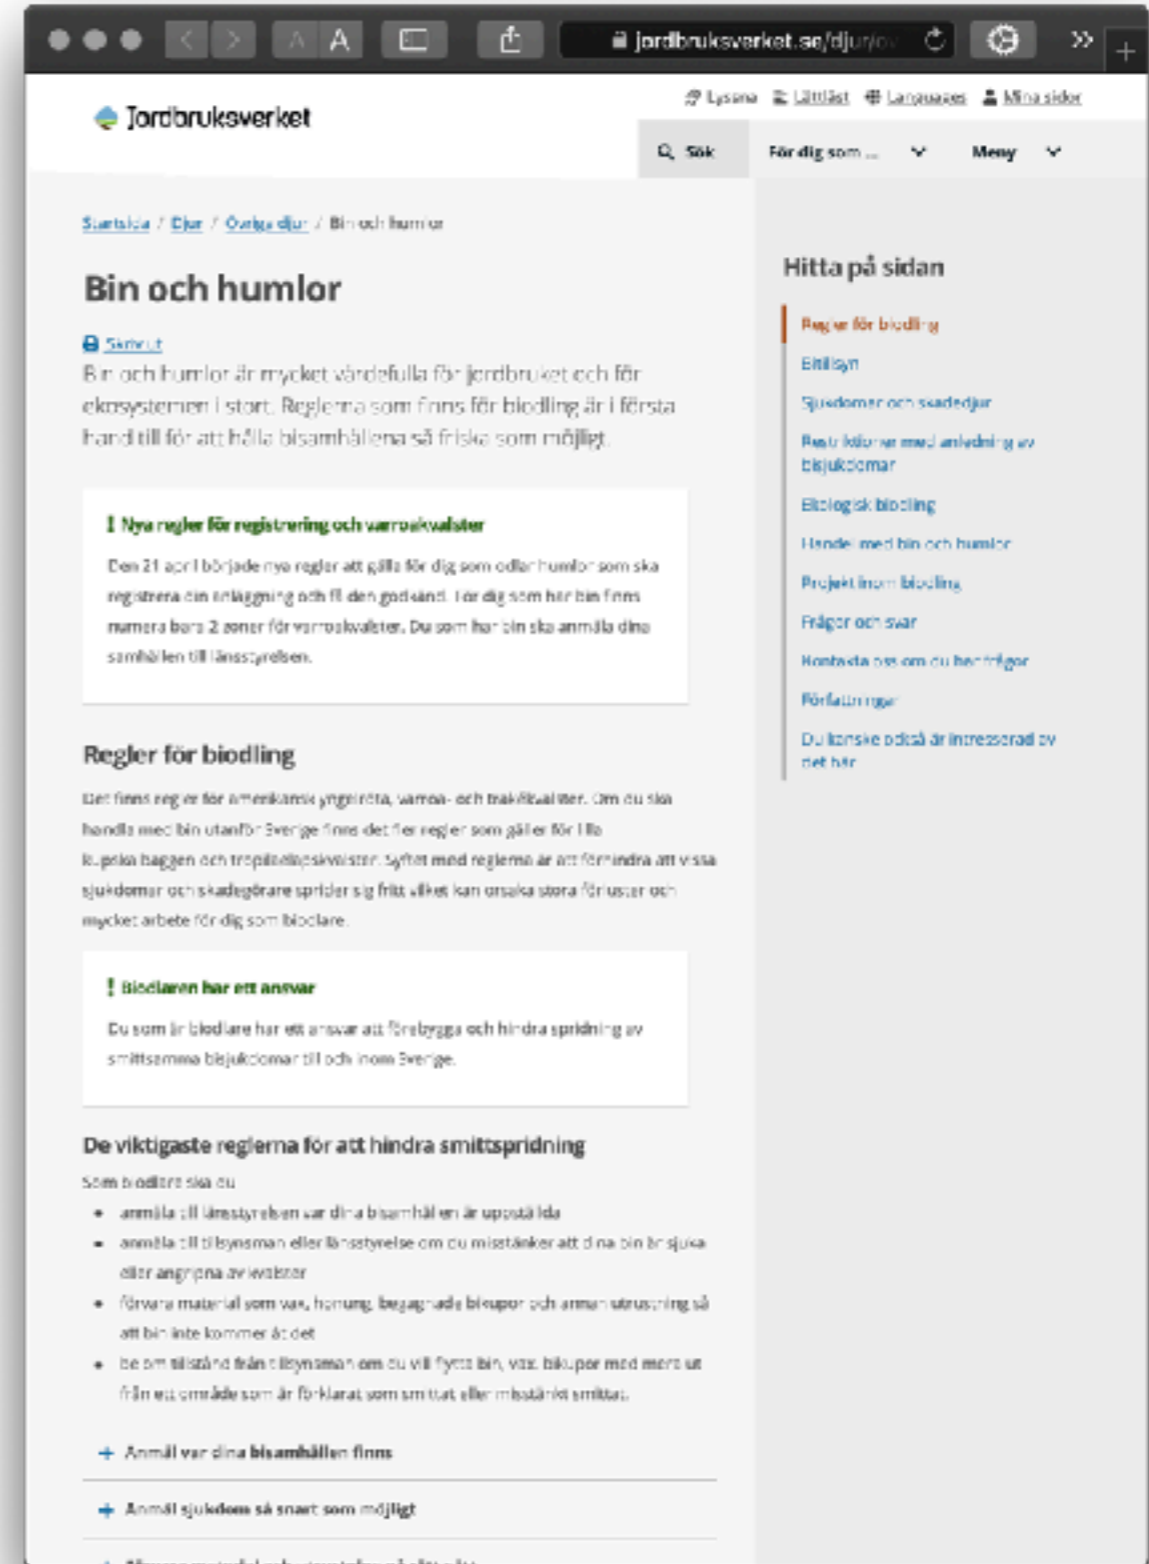 jordbruksverket.se/djur/ov
Jordbruksverket
Lyssna Lättläst Languages Mina sidor
Sök För dig som ... Meny
Startsida / Djur / Övriga djur / Bin och humlor
Bin och humlor
Skriv ut
Bin och humlor är mycket värdefulla för jordbruket och för
ekosystemen i stort. Reglerna som finns för biodling är i första
hand till för att hålla bisamhällena så friska som möjligt.
! Nya regler för registrering och varroakvalster
Den 21 april började nya regler att gälla för dig som odlar humlor som ska
registrera din anläggning och få den godkänd. För dig som har bin finns
numera bara 2 zoner för varroakvalster. Du som har bin ska anmäla dina
samhällen till länsstyrelsen.
Regler för biodling
Det finns regler för amerikansk yngelröta, varroa- och trakékvalster. Om du ska
handla med bin utanför Sverige finns det fler regler som gäller för lilla
kupska baggen och tropilaelapskvalster. Syftet med reglerna är att förhindra att vissa
sjukdomar och skadegörare sprider sig fritt vilket kan orsaka stora förluster och
mycket arbete för dig som biodlare.
! Biodlaren har ett ansvar
Du som är biodlare har ett ansvar att förebygga och hindra spridning av
smittsamma bisjukdomar till och inom Sverige.
De viktigaste reglerna för att hindra smittspridning
Som biodlare ska du
• anmäla till länsstyrelsen var dina bisamhällen är uppställda
• anmäla till tillsynsman eller länsstyrelse om du misstänker att dina bin är sjuka
eller angripna av kvalster
• förvara material som vax, honung, begagnade bikupor och annan utrustning så
att bin inte kommer åt det
• be om tillstånd från tillsynsman om du vill flytta bin, vax, bikupor med mera ut
från ett område som är förklarat som smittat eller misstänkt smittat.
+ Anmäl var dina bisamhällen finns
+ Anmäl sjukdom så snart som möjligt
Hitta på sidan
Regler för biodling
Bitillsyn
Sjukdomar och skadedjur
Restriktioner med anledning av
bisjukdomar
Ekologisk biodling
Handel med bin och humlor
Projekt inom biodling
Frågor och svar
Kontakta oss om du har frågor
Författningar
Du kanske också är intresserad av
det här